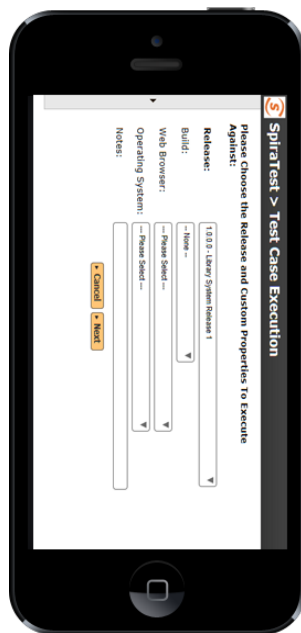 SpiraTest > Test Case Execution
Please Choose the Release and Custom Properties To Execute
Against:
Release: 1.0.0.0 - Library System Release 1
Build: -- None --
Web Browser: --- Please Select ---
Operating System: --- Please Select ---
Notes:
Cancel Next